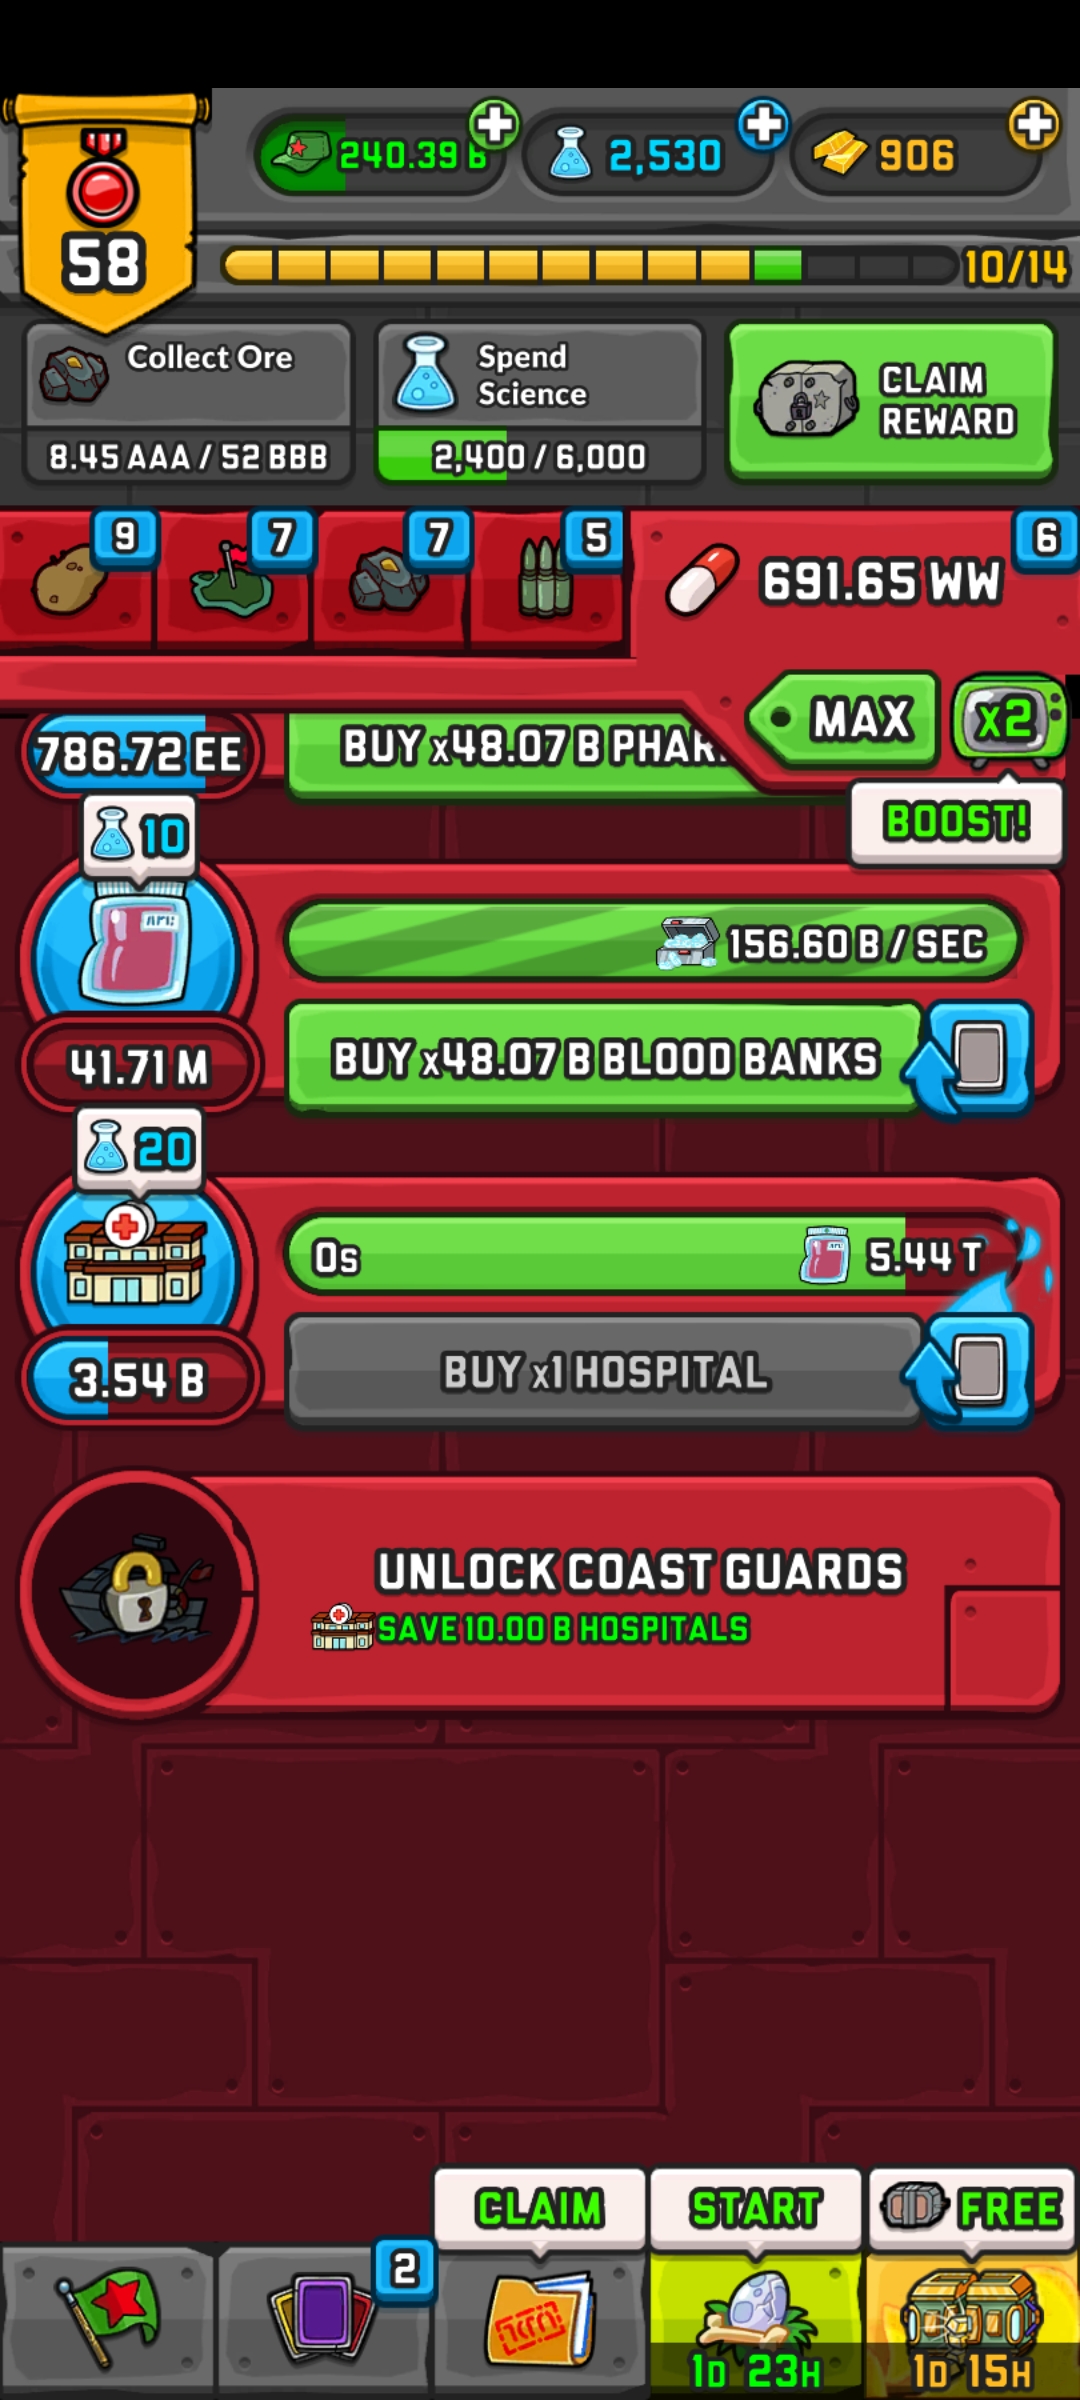 58
240.39 B
2,530
906
10/14
Collect Ore
8.45 AAA / 52 BBB
Spend
Science
2,400 / 6,000
CLAIM
REWARD
9
7
7
5
6
691.65 WW
MAX
x2
BOOST!
786.72 EE
BUY x48.07 B PHAR
10
156.60 B / SEC
41.71 M
BUY x48.07 B BLOOD BANKS
20
0s
5.44 T
3.54 B
BUY x1 HOSPITAL
UNLOCK COAST GUARDS
SAVE 10.00 B HOSPITALS
CLAIM
START
FREE
2
1D 23H
1D 15H